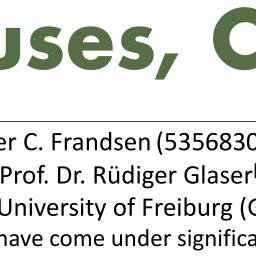 uses, C
er C. Frandsen (5356830
Prof. Dr. Rüdiger Glaser
University of Freiburg (G
have come under significa